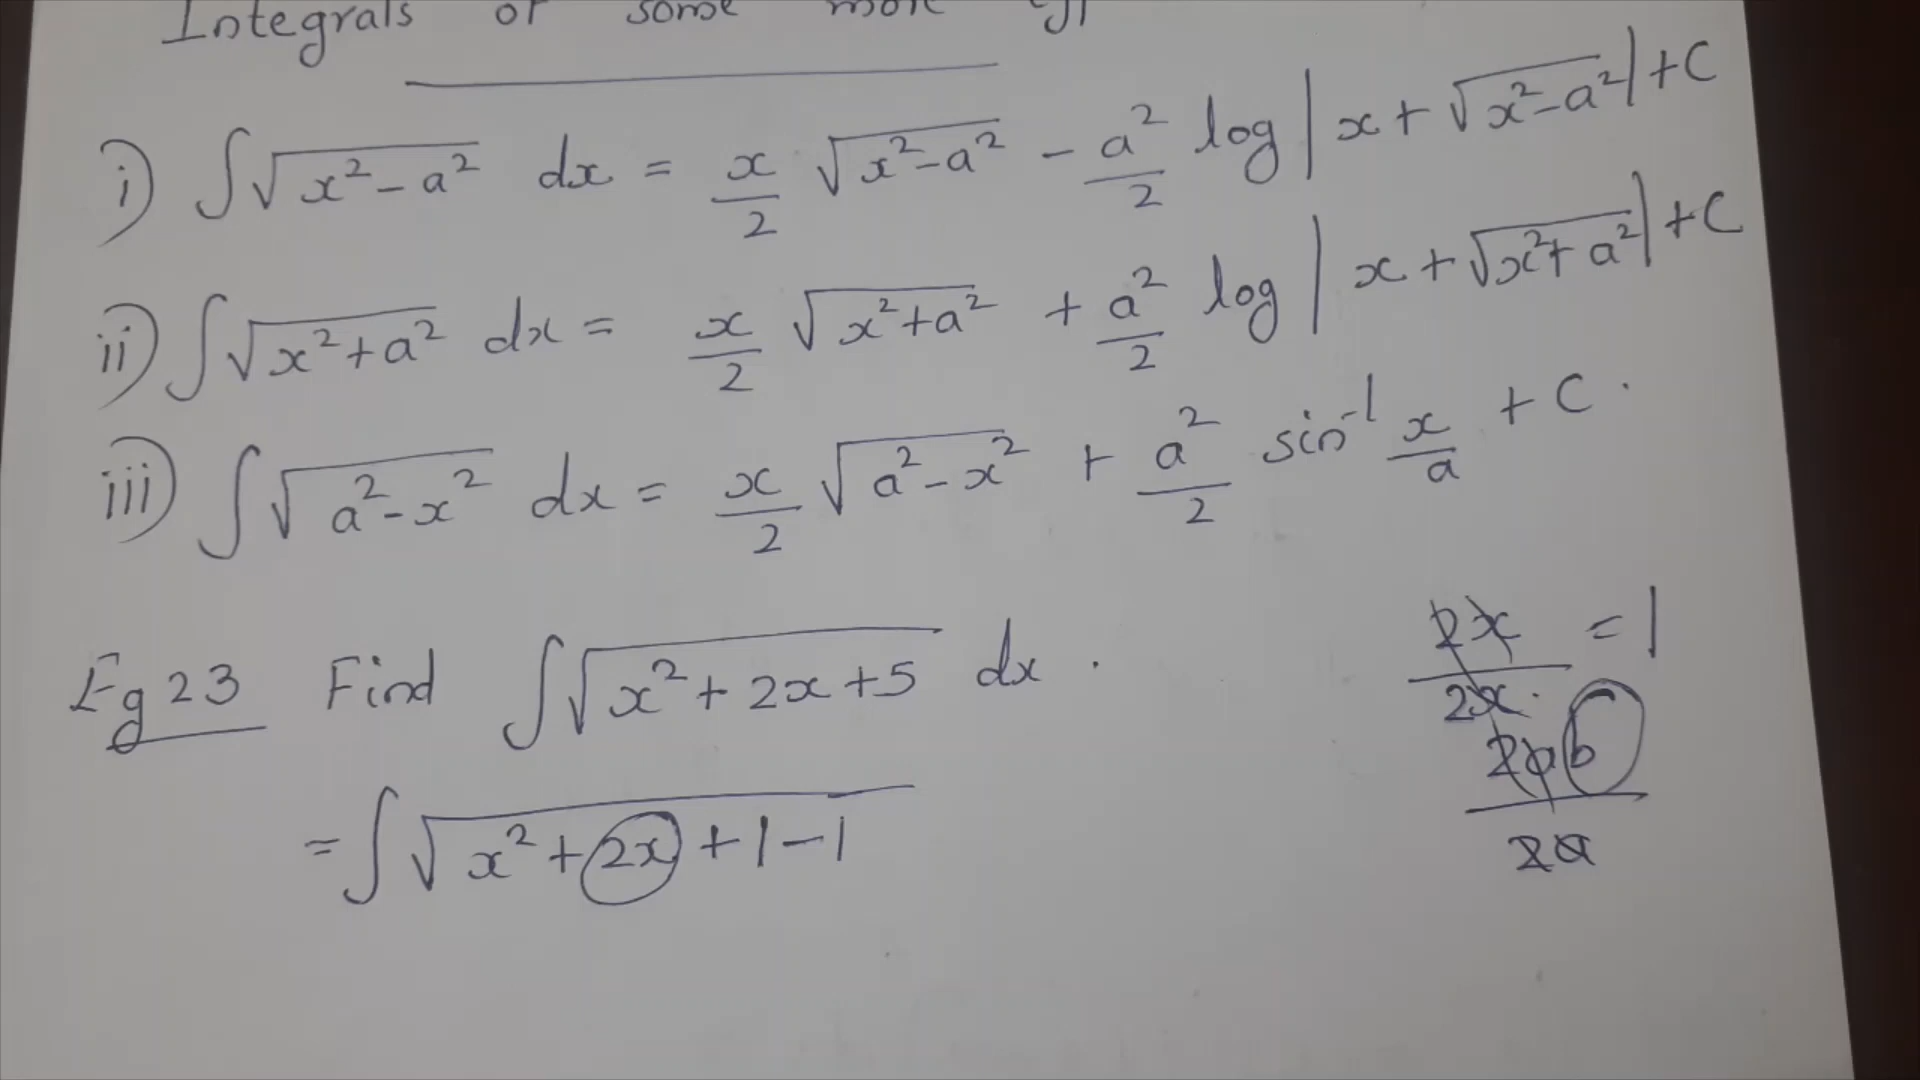 Integrals of some more
i) ∫√(x²-a²) dx = x/2 √(x²-a²) - a²/2 log|x+√(x²-a²)|+C
ii) ∫√(x²+a²) dx = x/2 √(x²+a²) + a²/2 log|x+√(x²+a²)|+C
iii) ∫√(a²-x²) dx = x/2 √(a²-x²) + a²/2 sin⁻¹ x/a + C.
Eg 23 Find ∫√(x²+2x+5) dx.
= ∫√(x²+2x+1-1
2x/2x. = 1
2ab/2a